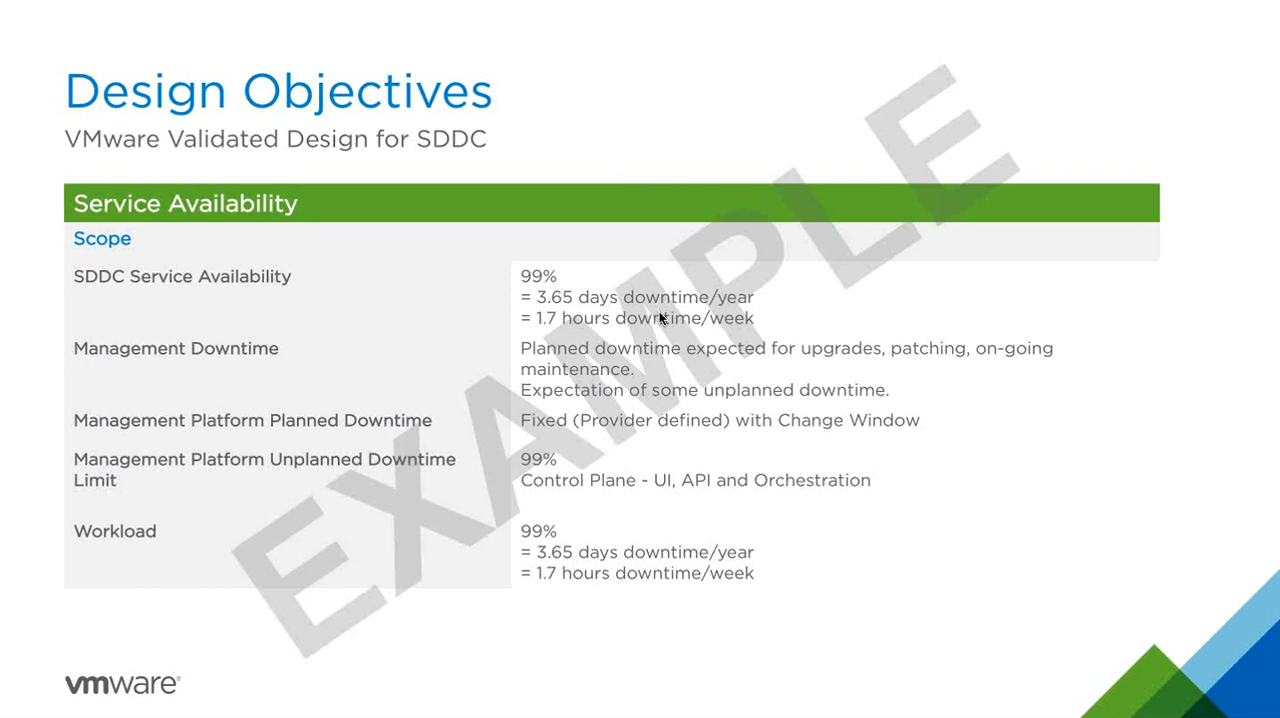 Design Objectives
VMware Validated Design for SDDC
Service Availability
Scope
SDDC Service Availability
99%
= 3.65 days downtime/year
= 1.7 hours downtime/week
Management Downtime
Planned downtime expected for upgrades, patching, on-going
maintenance.
Expectation of some unplanned downtime.
Management Platform Planned Downtime
Fixed (Provider defined) with Change Window
Management Platform Unplanned Downtime
Limit
99%
Control Plane - UI, API and Orchestration
Workload
99%
= 3.65 days downtime/year
= 1.7 hours downtime/week
EXAMPLE
vmware®